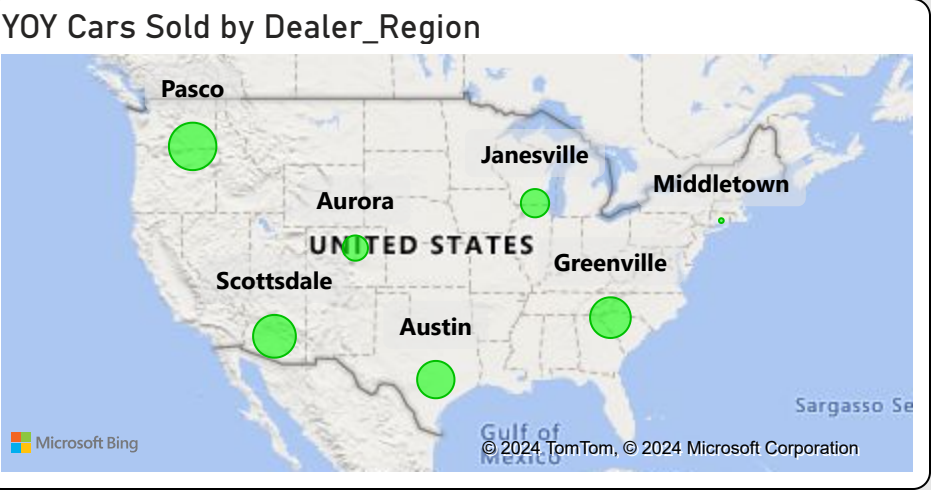 YOY Cars Sold by Dealer_Region
Pasco
Janesville
Middletown
Aurora
UNITED STATES
Greenville
Scottsdale
Austin
Sargasso Se
Gulf of
Mexico
Microsoft Bing
© 2024 TomTom, © 2024 Microsoft Corporation